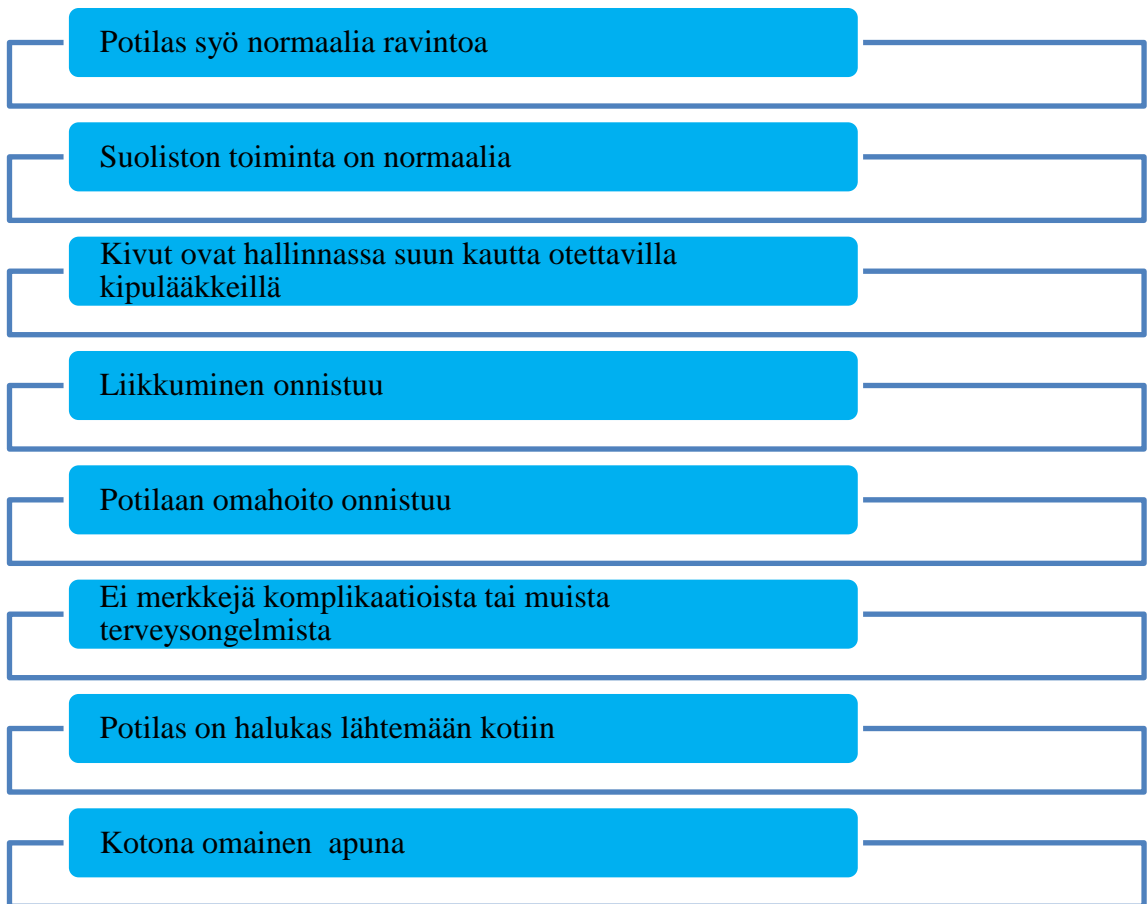 Potilas syö normaalia ravintoa
Suoliston toiminta on normaalia
Kivut ovat hallinnassa suun kautta otettavilla
kipulääkkeillä
Liikkuminen onnistuu
Potilaan omahoito onnistuu
Ei merkkejä komplikaatioista tai muista
terveysongelmista
Potilas on halukas lähtemään kotiin
Kotona omainen  apuna